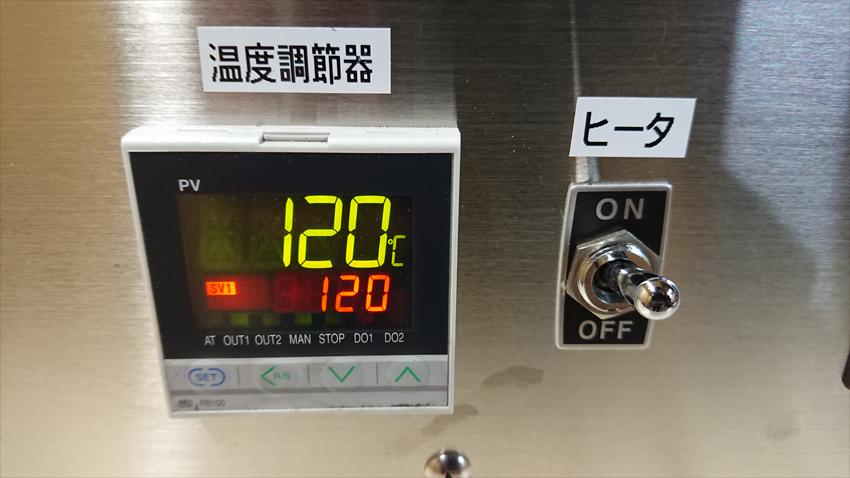 温度調節器
ヒータ
PV
120℃
SV1 120
AT OUT1 OUT2 MAN STOP DO1 DO2
SET R/S
RB100
ON
OFF